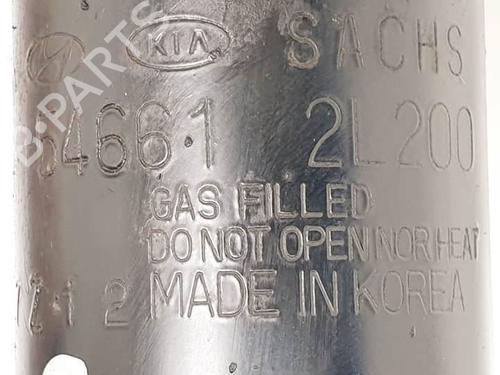 KIA SACHS
54661 2L200
GAS FILLED
DO NOT OPEN NOR HEAT
MADE IN KOREA
B-PARTS